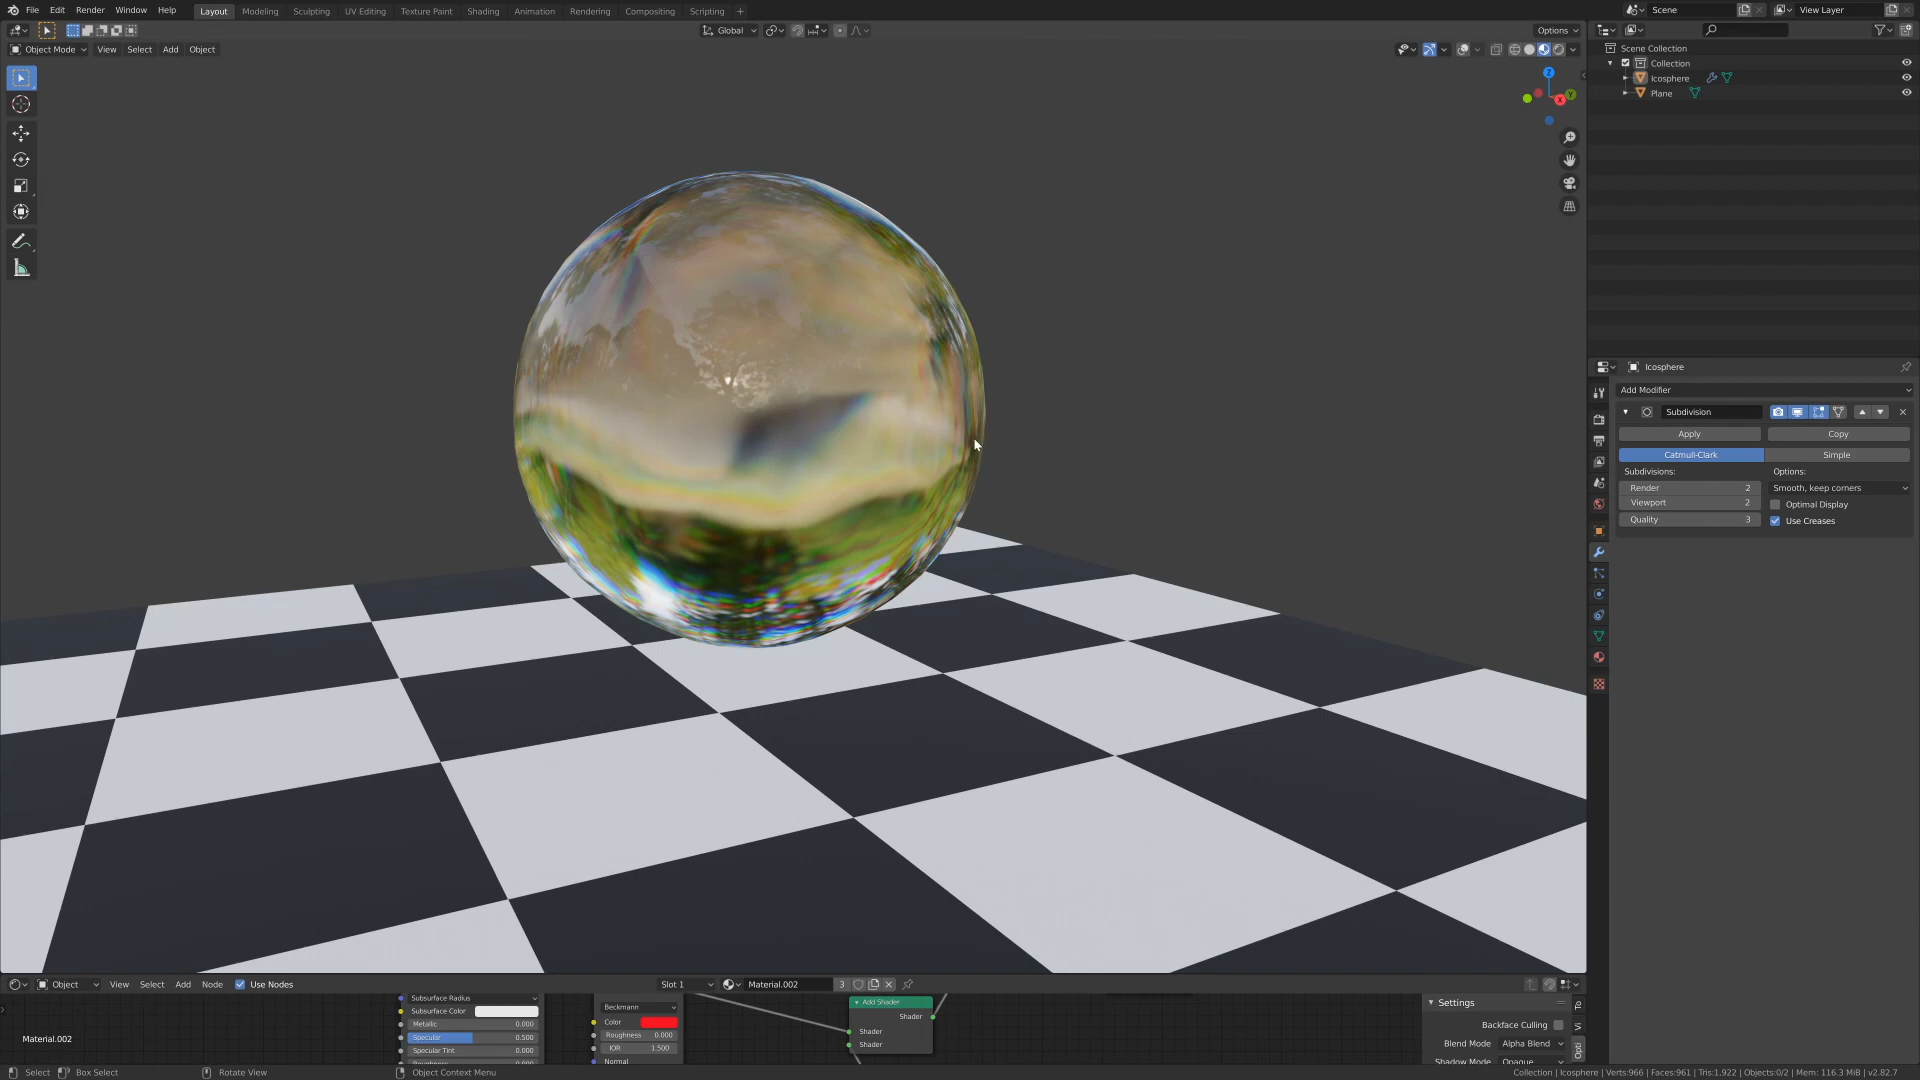 File Edit Render Window Help Layout Modeling Sculpting UV Editing Texture Paint Shading Animation Rendering Compositing Scripting + Scene View Layer
Global Options
Object Mode View Select Add Object
Z
X Y
Scene Collection
Collection
Icosphere
Plane
Icosphere
Add Modifier
Subdivision
Apply Copy
Catmull-Clark Simple
Subdivisions: Options:
Render 2 Smooth, keep corners
Viewport 2 Optimal Display
Quality 3 Use Creases
Object View Select Add Node Use Nodes Slot 1 Material.002 3
Subsurface Radius
Subsurface Color
Metallic 0.000
Specular 0.500
Specular Tint 0.000
Beckmann
Color
Roughness 0.000
IOR 1.500
Normal
Add Shader
Shader
Shader
Shader
Settings
Backface Culling
Blend Mode Alpha Blend
Shadow Mode Opaque
Opti
Material.002
Select Box Select Rotate View Object Context Menu Collection | Icosphere | Verts:966 | Faces:961 | Tris:1,922 | Objects:0/2 | Mem: 116.3 MiB | v2.82.7